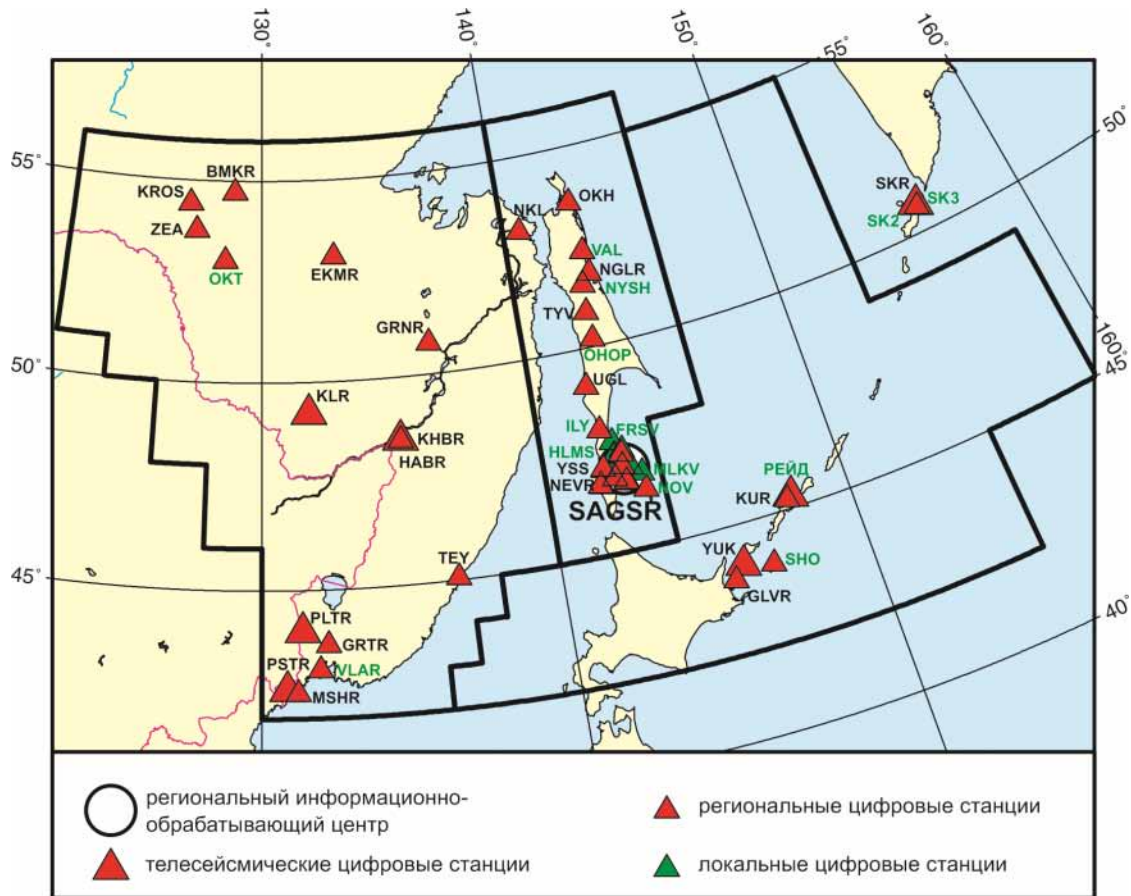 130°
140°
150°
55°
160°
50°
55°
BMKR
KROS
ZEA
OKT
EKMR
NKL
OKH
VAL
NGLR
NYSH
TYV
OHOP
SKR
SK3
SK2
GRNR
UGL
160°
45°
50°
KLR
KHBR
HABR
ILY
FRSV
HLMS
YSS
MLKV
NEVR
NOV
SAGSR
РЕЙД
KUR
YUK
SHO
GLVR
TEY
45°
40°
PLTR
GRTR
VLAR
PSTR
MSHR
региональный информационно-
обрабатывающий центр
региональные цифровые станции
телесейсмические цифровые станции
локальные цифровые станции